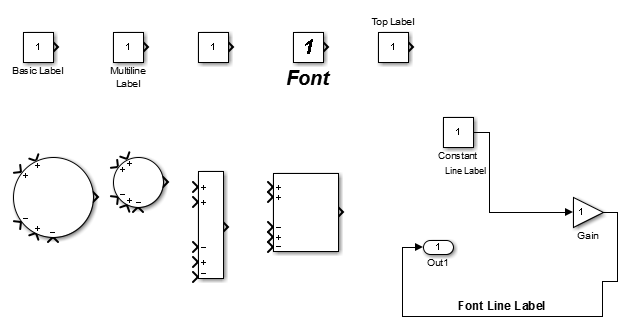 Top Label
1
1
1
1
1
Basic Label
Multiline
Label
Font
1
Constant
Line Label
+
+
−
+
−
+
+
−
+
−
+
+
−
+
−
+
+
−
+
−
1
Gain
1
Out1
Font Line Label